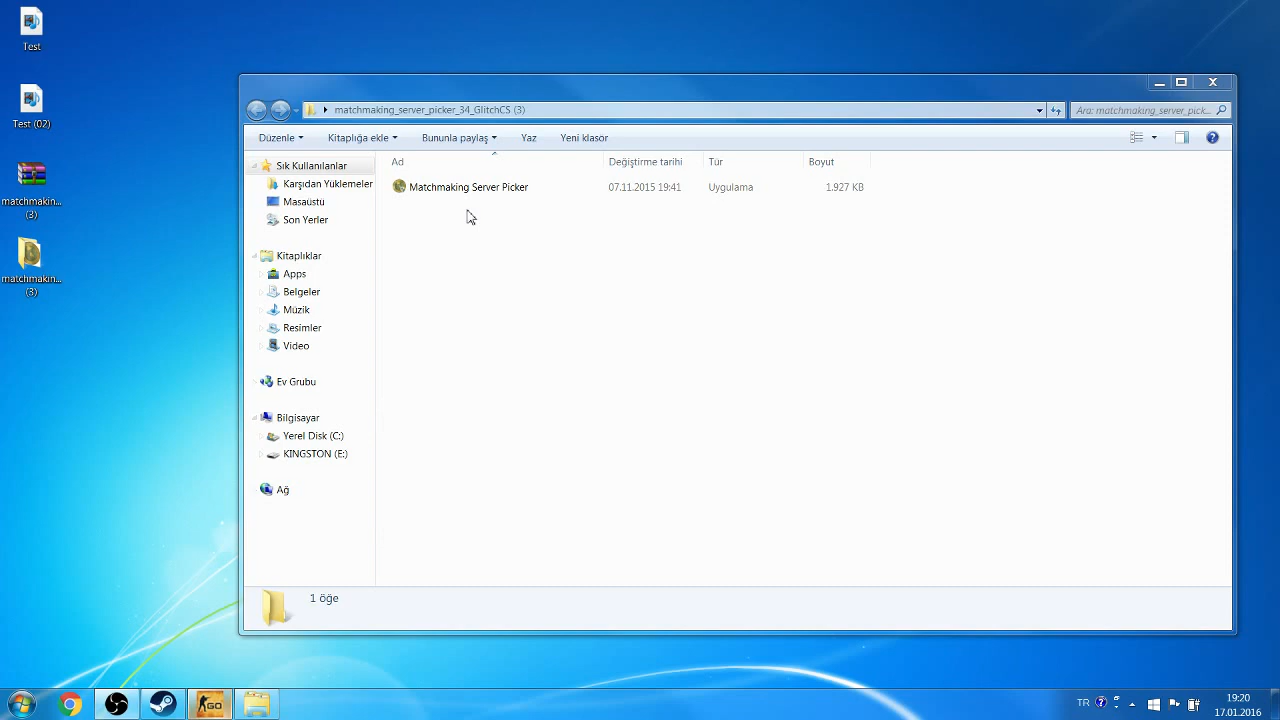 Test
Test (02)
matchmakin...
(3)
matchmakin...
(3)
matchmaking_server_picker_34_GlitchCS (3)
Ara: matchmaking_server_pick...
Düzenle
Kitaplığa ekle
Bununla paylaş
Yaz
Yeni klasör
Ad
Değiştirme tarihi
Tür
Boyut
Matchmaking Server Picker
07.11.2015 19:41
Uygulama
1.927 KB
Sık Kullanılanlar
Karşıdan Yüklemeler
Masaüstü
Son Yerler
Kitaplıklar
Apps
Belgeler
Müzik
Resimler
Video
Ev Grubu
Bilgisayar
Yerel Disk (C:)
KINGSTON (E:)
Ağ
1 öğe
GO
TR
19:20
17.01.2016